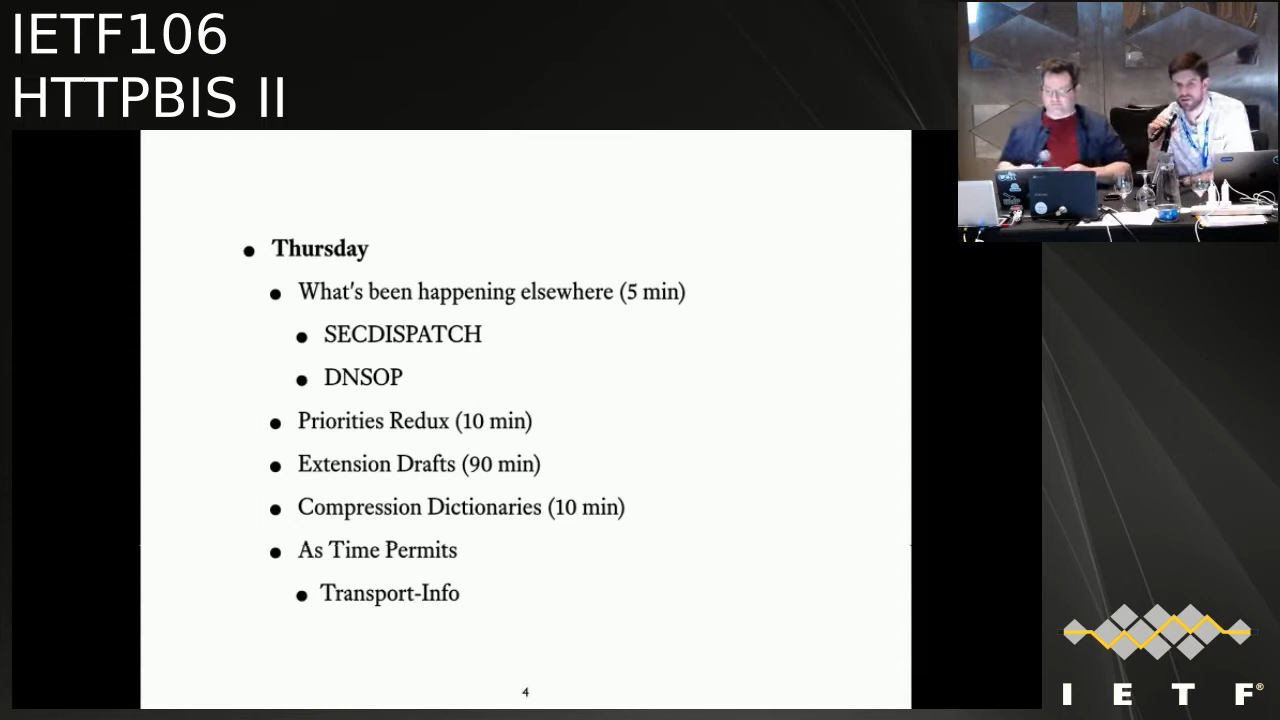 IETF106
HTTPBIS II
Thursday
What's been happening elsewhere (5 min)
SECDISPATCH
DNSOP
Priorities Redux (10 min)
Extension Drafts (90 min)
Compression Dictionaries (10 min)
As Time Permits
Transport-Info
4
I E T F®